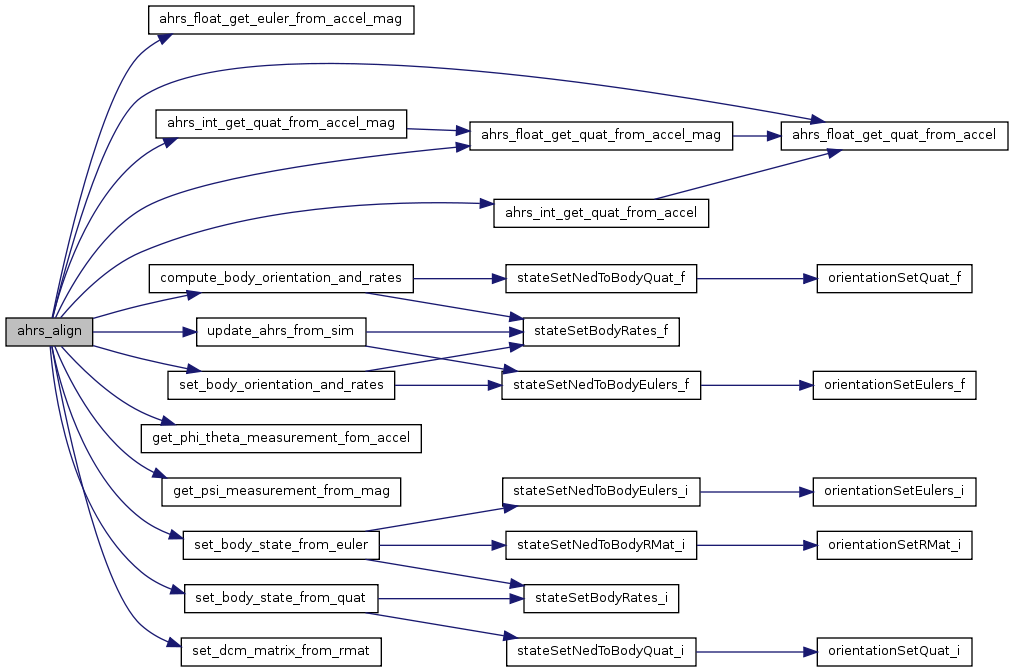 ahrs_float_get_euler_from_accel_mag
ahrs_int_get_quat_from_accel_mag
ahrs_float_get_quat_from_accel_mag
ahrs_float_get_quat_from_accel
ahrs_int_get_quat_from_accel
compute_body_orientation_and_rates
stateSetNedToBodyQuat_f
orientationSetQuat_f
ahrs_align
update_ahrs_from_sim
stateSetBodyRates_f
set_body_orientation_and_rates
stateSetNedToBodyEulers_f
orientationSetEulers_f
get_phi_theta_measurement_fom_accel
get_psi_measurement_from_mag
stateSetNedToBodyEulers_i
orientationSetEulers_i
set_body_state_from_euler
stateSetNedToBodyRMat_i
orientationSetRMat_i
set_body_state_from_quat
stateSetBodyRates_i
set_dcm_matrix_from_rmat
stateSetNedToBodyQuat_i
orientationSetQuat_i